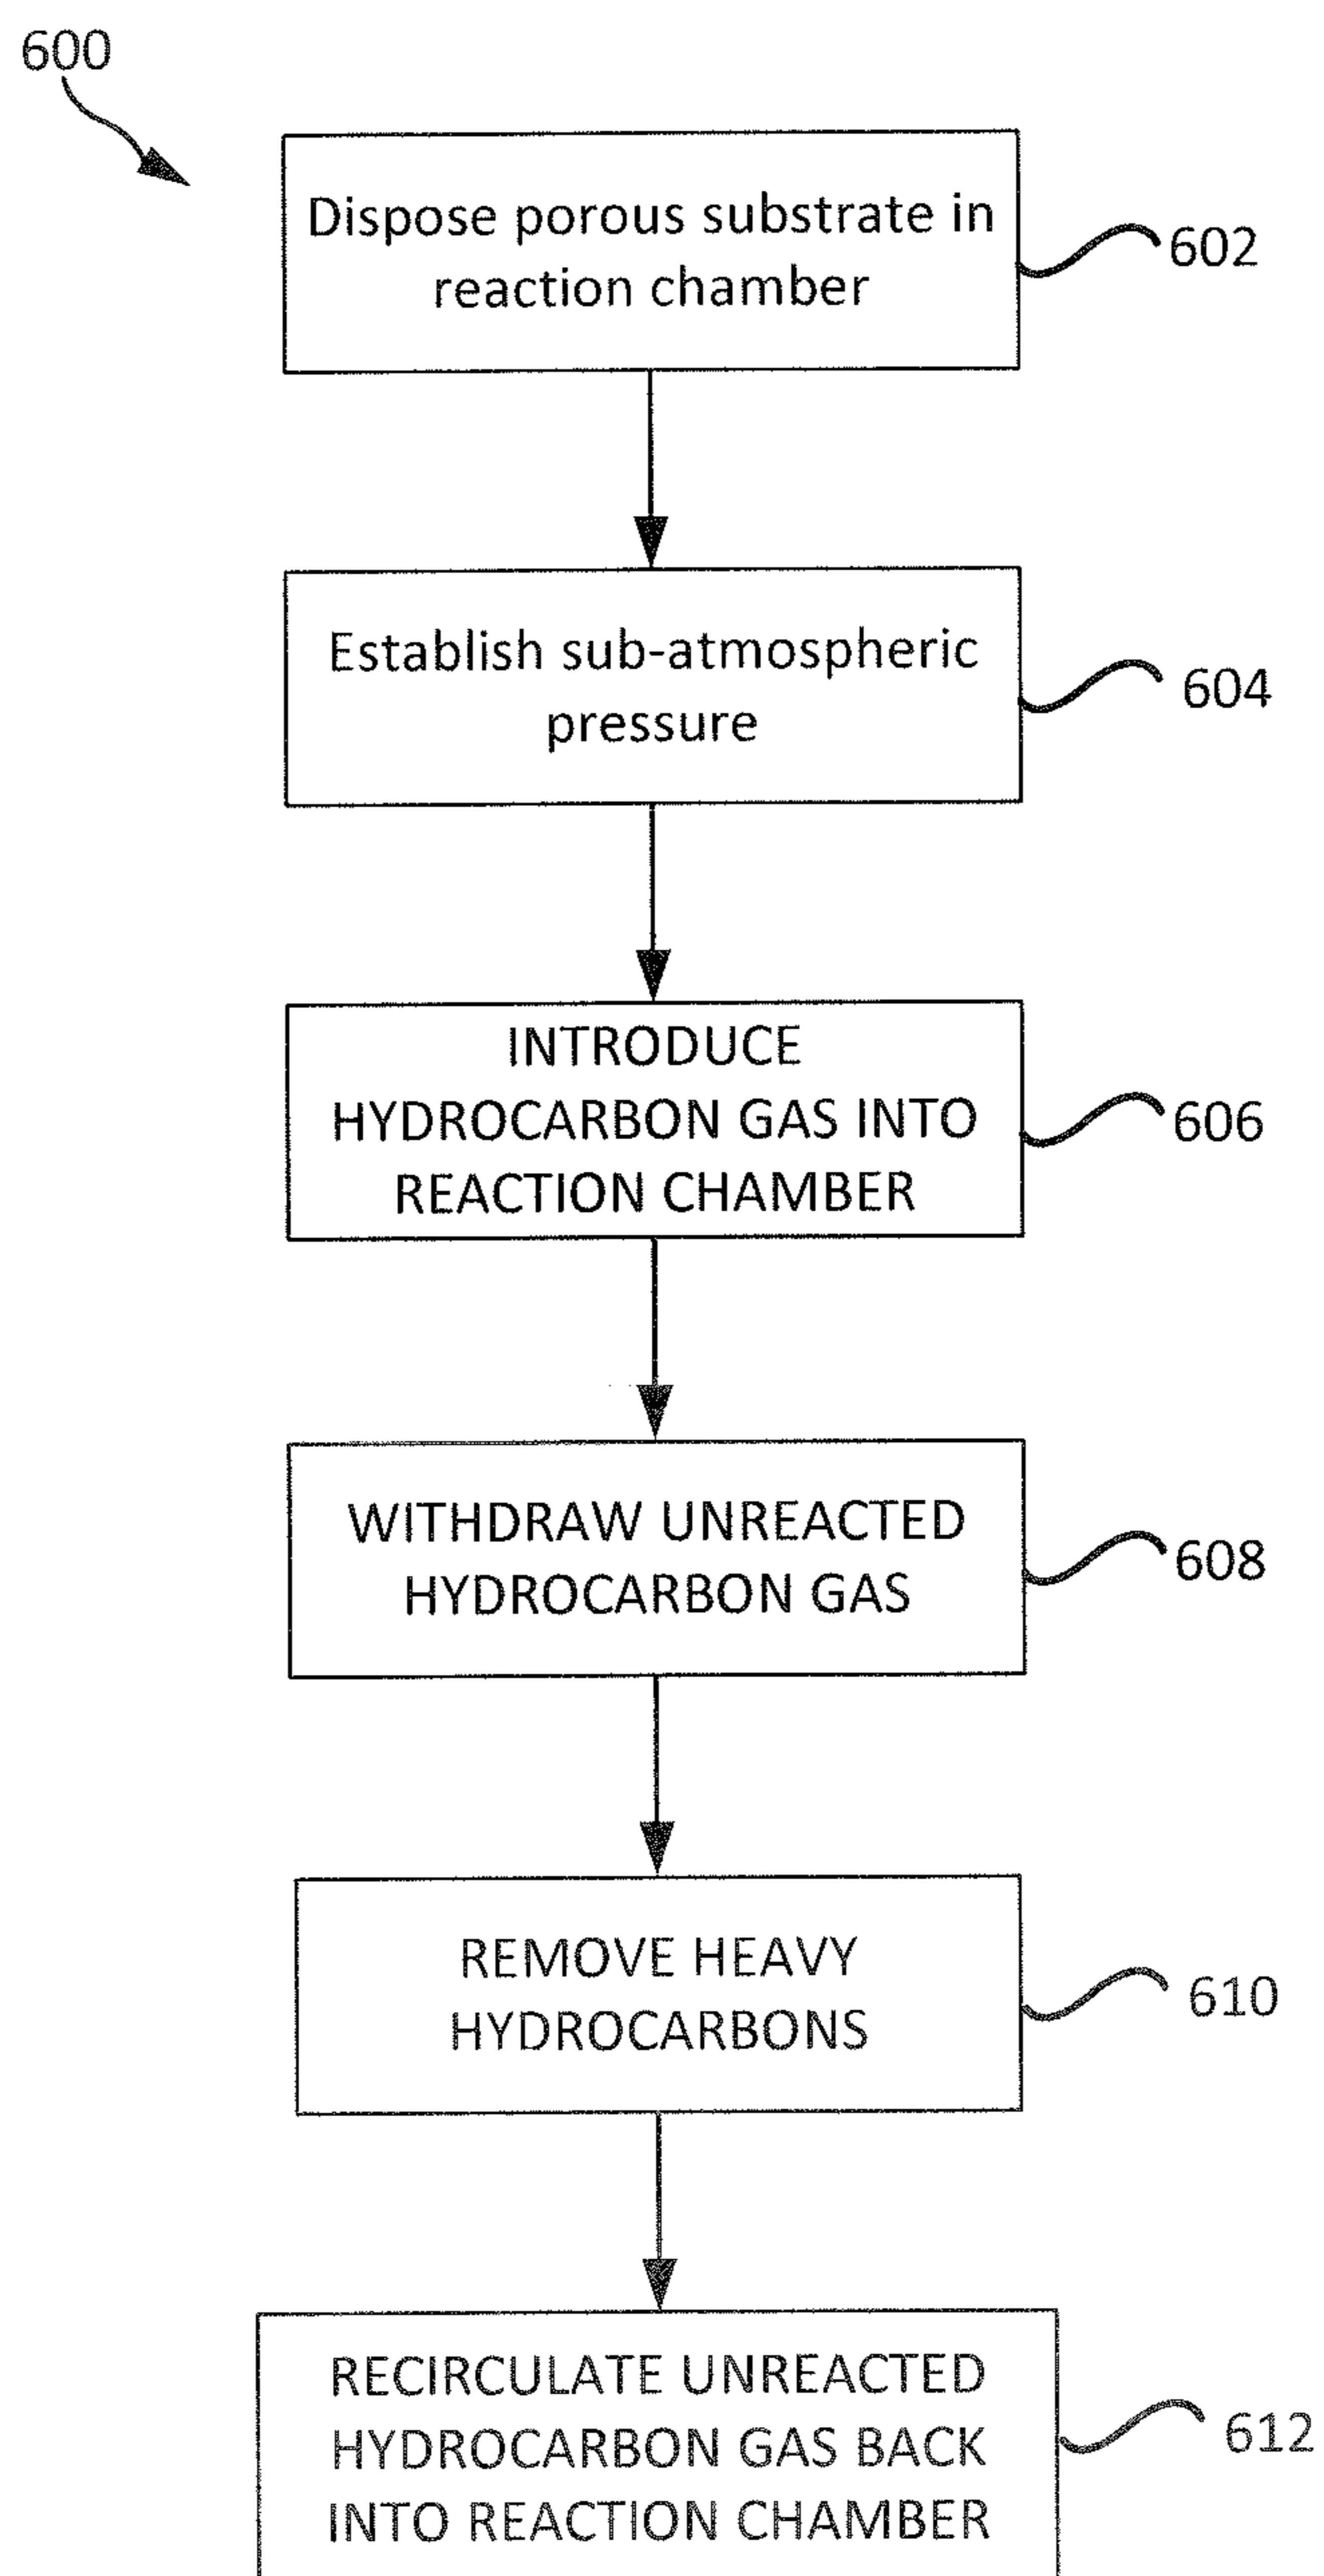 600
Dispose porous substrate in
reaction chamber
602
Establish sub-atmospheric
pressure
604
INTRODUCE
HYDROCARBON GAS INTO
REACTION CHAMBER
606
WITHDRAW UNREACTED
HYDROCARBON GAS
608
REMOVE HEAVY
HYDROCARBONS
610
RECIRCULATE UNREACTED
HYDROCARBON GAS BACK
INTO REACTION CHAMBER
612